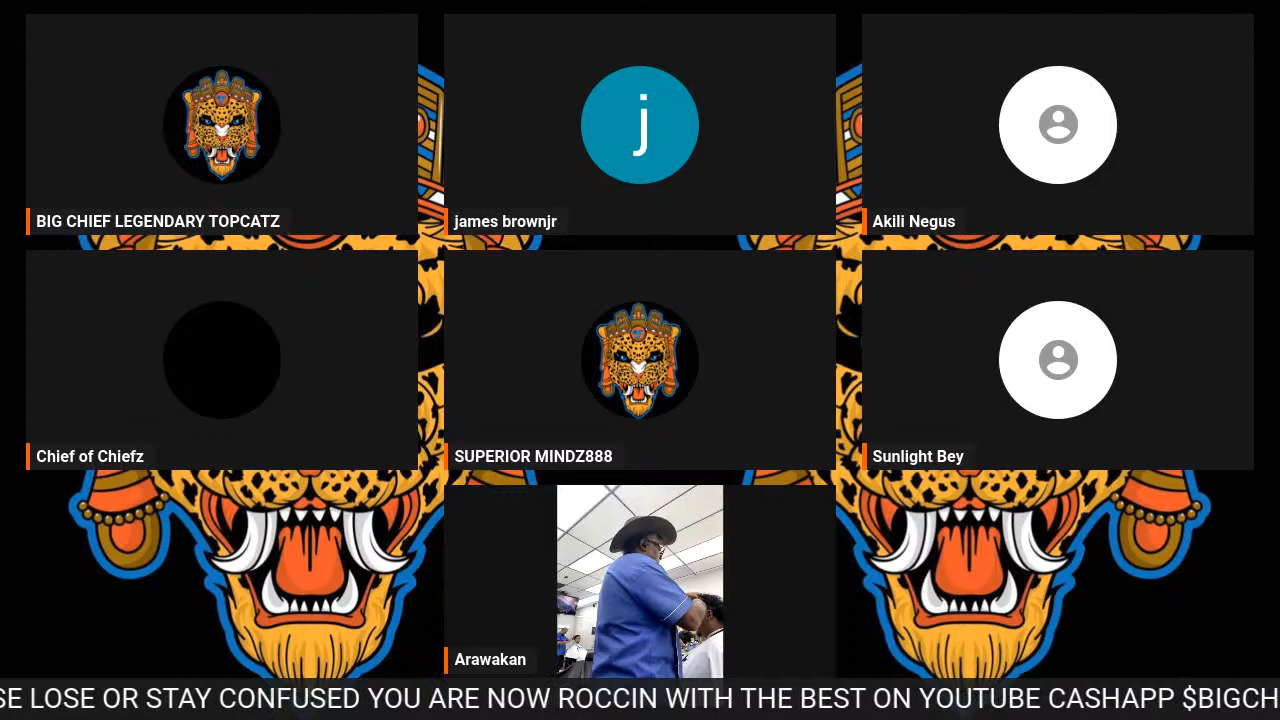 j
BIG CHIEF LEGENDARY TOPCATZ
james brownjr
Akili Negus
Chief of Chiefz
SUPERIOR MINDZ888
Sunlight Bey
Arawakan
SE LOSE OR STAY CONFUSED YOU ARE NOW ROCCIN WITH THE BEST ON YOUTUBE CASHAPP $BIGCH